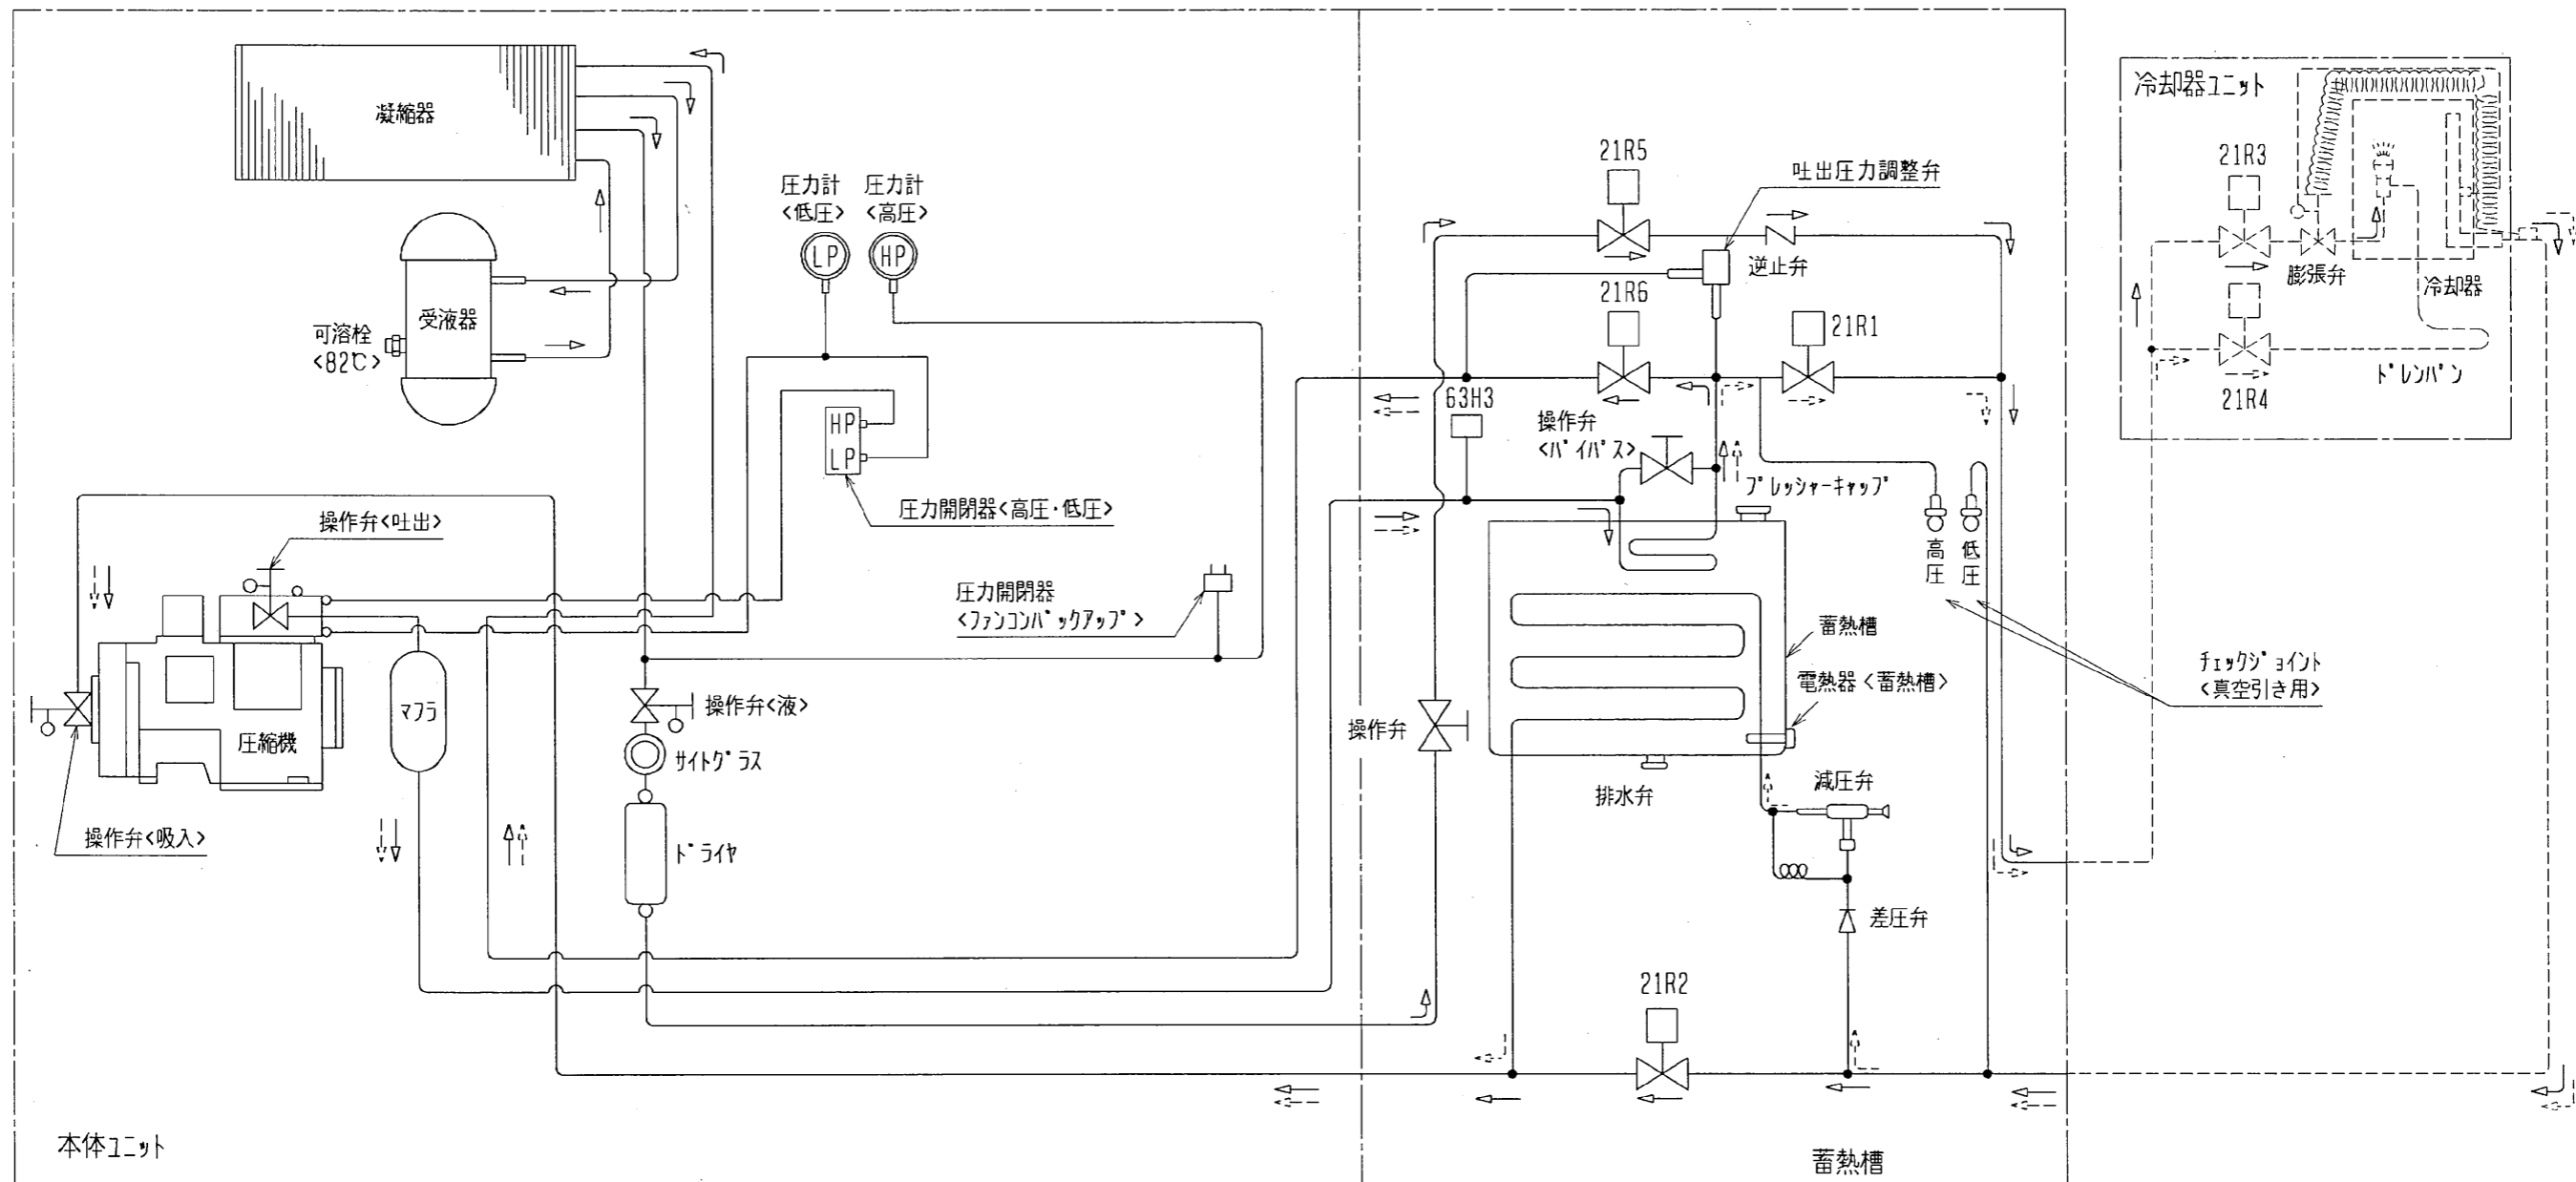 凝縮器
受液器
可溶栓
<82℃>
圧力計
<低圧>
圧力計
<高圧>
LP
HP
HP
LP
圧力開閉器<高圧・低圧>
操作弁<吐出>
圧力開閉器
<ファンコンバックアップ>
マフラ
圧縮機
操作弁<吸入>
操作弁<液>
サイトグラス
ドライヤ
本体ユニット
21R5
吐出圧力調整弁
逆止弁
21R6
21R1
63H3
操作弁
<バイパス>
プレッシャーキャップ
高圧
低圧
蓄熱槽
電熱器<蓄熱槽>
操作弁
排水弁
減圧弁
差圧弁
21R2
チェックジョイント
<真空引き用>
蓄熱槽
冷却器ユニット
21R3
膨張弁
冷却器
21R4
ドレンパン